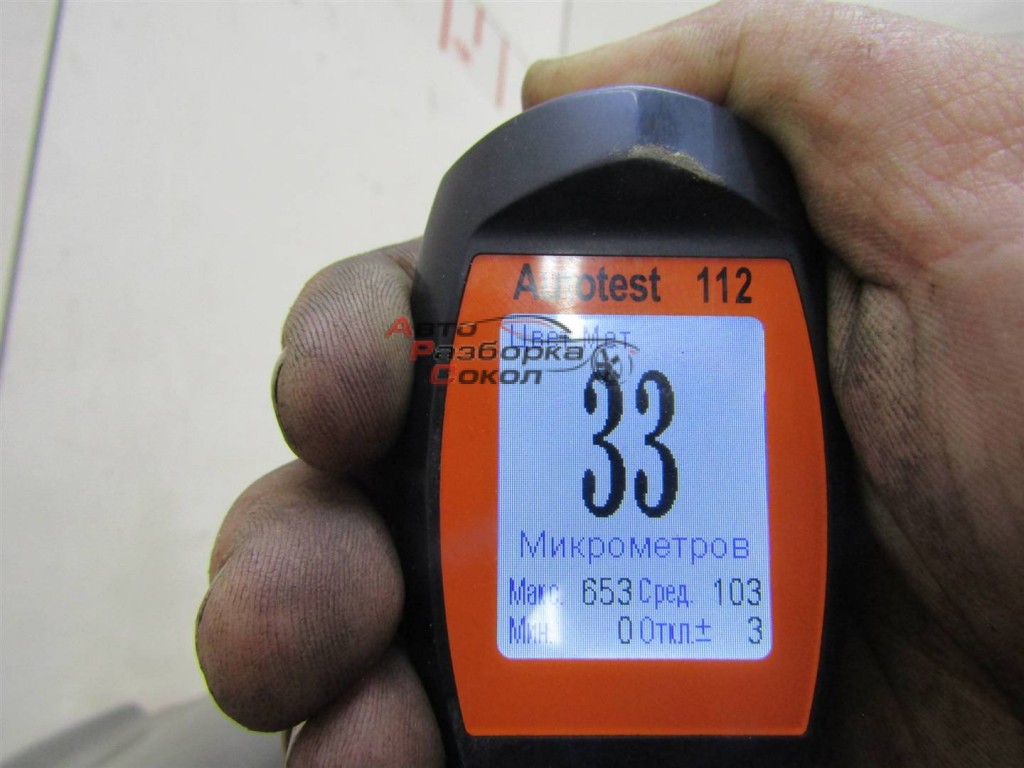 Autotest 112
Цвет.Мет.
Авто
Разборка
Сокол
33
Микрометров
Макс. 653 Сред. 103
Мин. 0 Откл.± 3